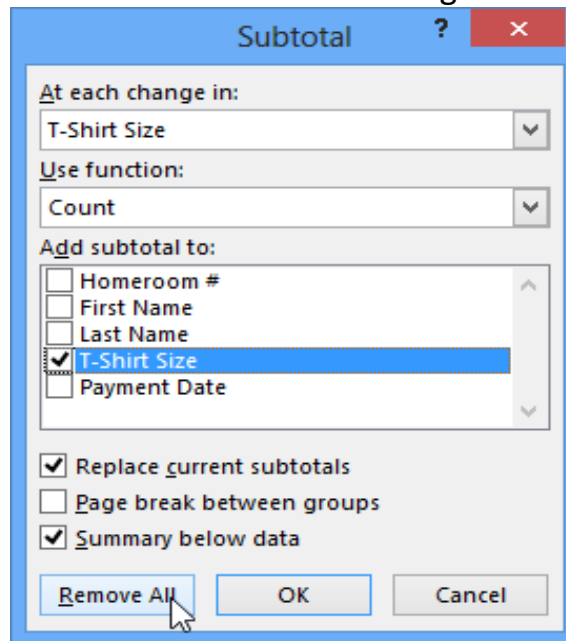 Subtotal ? ×
At each change in:
T-Shirt Size
Use function:
Count
Add subtotal to:
Homeroom #
First Name
Last Name
T-Shirt Size
Payment Date
Replace current subtotals
Page break between groups
Summary below data
Remove All OK Cancel